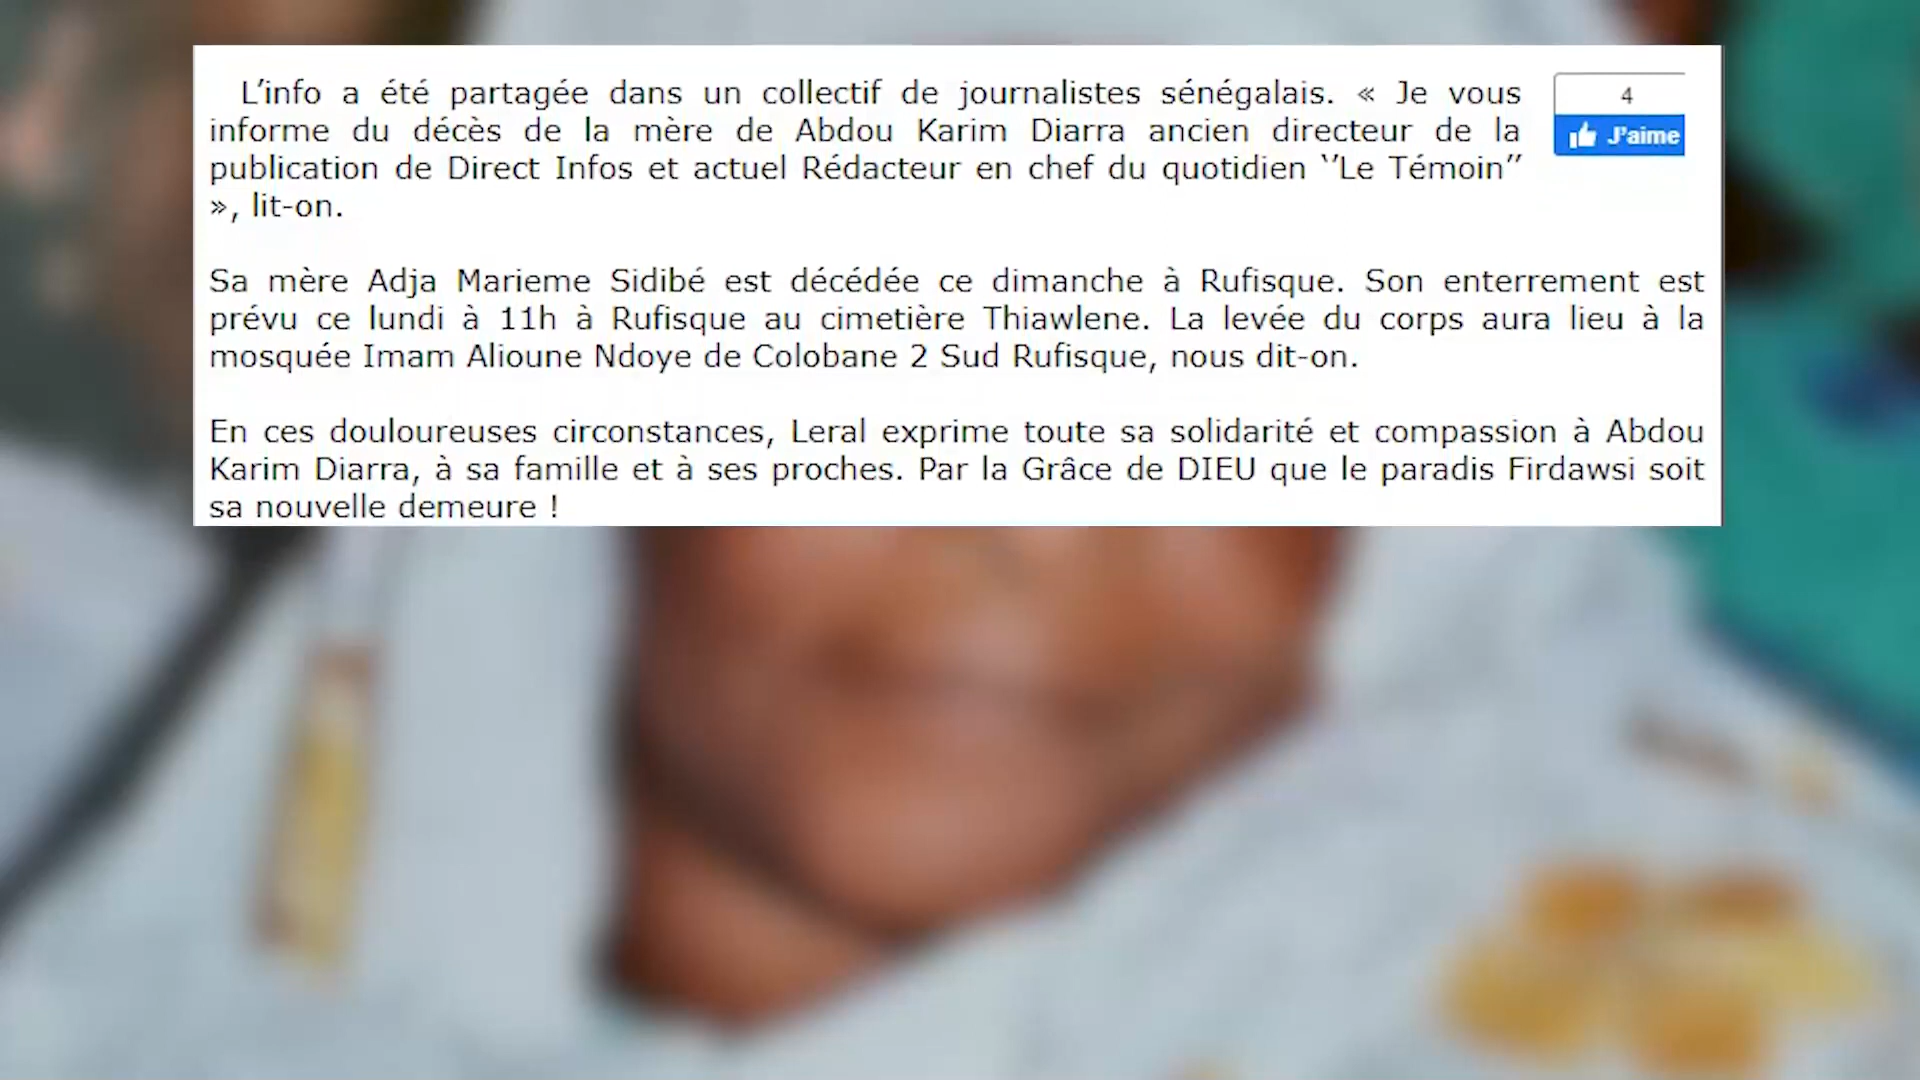 L’info a été partagée dans un collectif de journalistes sénégalais. « Je vous
informe du décès de la mère de Abdou Karim Diarra ancien directeur de la
publication de Direct Infos et actuel Rédacteur en chef du quotidien ‘’Le Témoin’’
», lit-on.
4
J'aime
Sa mère Adja Marieme Sidibé est décédée ce dimanche à Rufisque. Son enterrement est
prévu ce lundi à 11h à Rufisque au cimetière Thiawlene. La levée du corps aura lieu à la
mosquée Imam Alioune Ndoye de Colobane 2 Sud Rufisque, nous dit-on.
En ces douloureuses circonstances, Leral exprime toute sa solidarité et compassion à Abdou
Karim Diarra, à sa famille et à ses proches. Par la Grâce de DIEU que le paradis Firdawsi soit
sa nouvelle demeure !